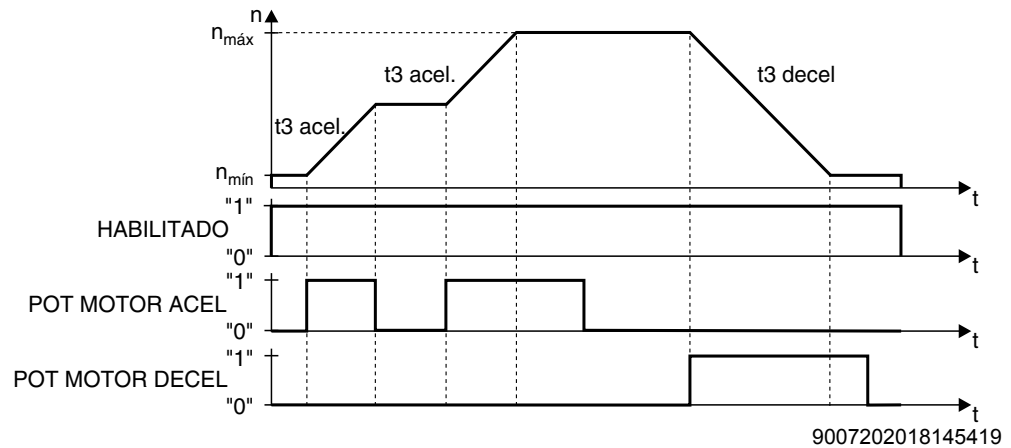 n
nmáx
t3 acel.
t3 decel
t3 acel.
nmín
t
"1"
HABILITADO
"0"
t
"1"
POT MOTOR ACEL
"0"
t
"1"
POT MOTOR DECEL
"0"
t
9007202018145419